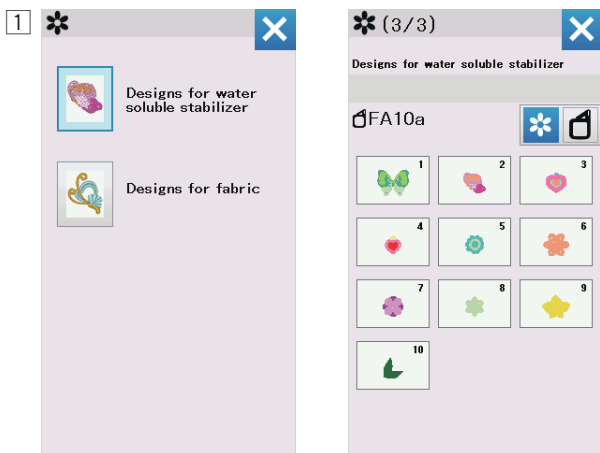 1
Designs for water
soluble stabilizer
Designs for fabric
(3/3)
Designs for water soluble stabilizer
FA10a
1
2
3
4
5
6
7
8
9
10